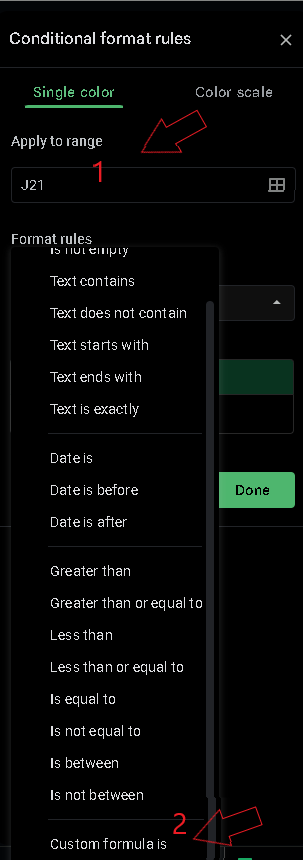 Conditional format rules
Single color
Color scale
Apply to range
1
J21
Format rules
Is not empty
Text contains
Text does not contain
Text starts with
Text ends with
Text is exactly
Date is
Date is before
Date is after
Done
Greater than
Greater than or equal to
Less than
Less than or equal to
Is equal to
Is not equal to
Is between
Is not between
2
Custom formula is